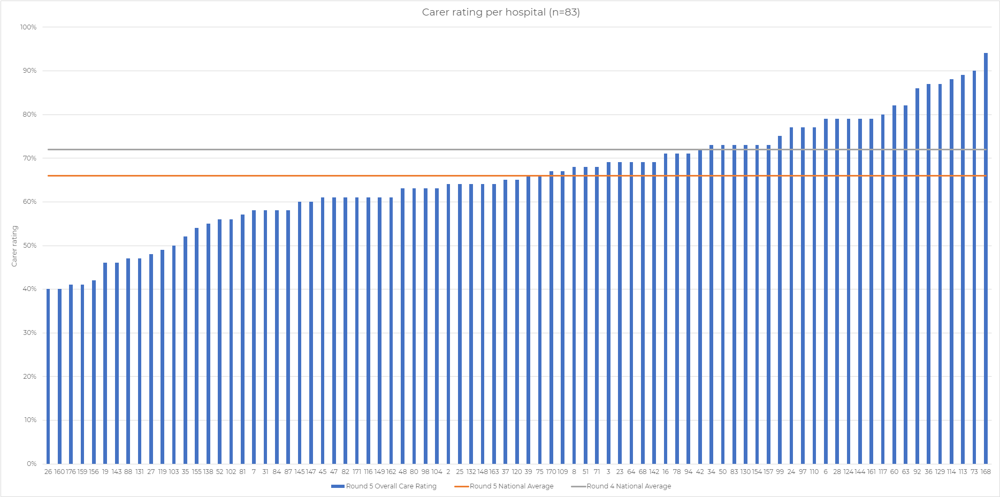 Carer rating per hospital (n=83)
100%
90%
80%
70%
60%
50%
40%
30%
20%
10%
0%
Carer rating
26 160 176 159 156 19 143 88 131 27 119 103 35 155 138 52 102 81 7 31 84 87 145 147 45 47 82 171 116 149 162 48 80 98 104 2 25 132 148 163 37 120 39 75 170 109 8 51 71 3 23 64 68 142 16 78 94 42 34 50 83 130 154 157 99 24 97 110 6 28 124 144 161 117 60 63 92 36 129 114 113 73 168
Round 5 Overall Care Rating Round 5 National Average Round 4 National Average